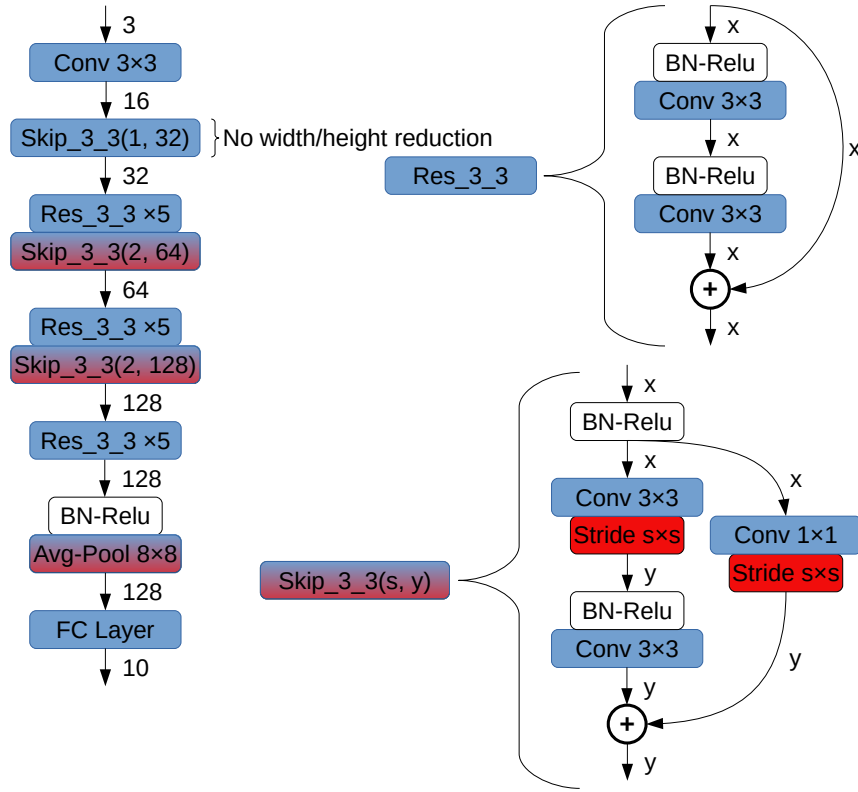 3
Conv 3×3
16
Skip_3_3(1, 32)
No width/height reduction
32
Res_3_3 ×5
Skip_3_3(2, 64)
64
Res_3_3 ×5
Skip_3_3(2, 128)
128
Res_3_3 ×5
128
BN-Relu
Avg-Pool 8×8
128
FC Layer
10
Res_3_3
x
BN-Relu
Conv 3×3
x
x
BN-Relu
Conv 3×3
x
+
x
Skip_3_3(s, y)
x
BN-Relu
x
x
Conv 3×3
Stride s×s
Conv 1×1
Stride s×s
y
BN-Relu
Conv 3×3
y
y
+
y